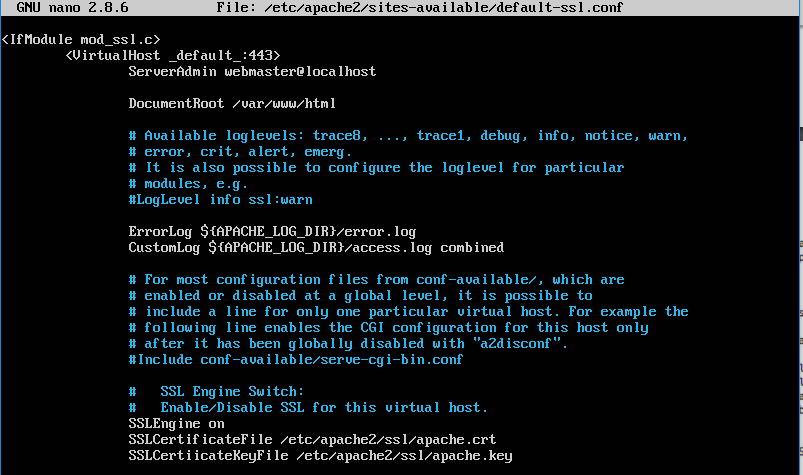 GNU nano 2.8.6 File: /etc/apache2/sites-available/default-ssl.conf
<IfModule mod_ssl.c>
<VirtualHost _default_:443>
ServerAdmin webmaster@localhost
DocumentRoot /var/www/html
# Available loglevels: trace8, ..., trace1, debug, info, notice, warn,
# error, crit, alert, emerg.
# It is also possible to configure the loglevel for particular
# modules, e.g.
#LogLevel info ssl:warn
ErrorLog ${APACHE_LOG_DIR}/error.log
CustomLog ${APACHE_LOG_DIR}/access.log combined
# For most configuration files from conf-available/, which are
# enabled or disabled at a global level, it is possible to
# include a line for only one particular virtual host. For example the
# following line enables the CGI configuration for this host only
# after it has been globally disabled with "a2disconf".
#Include conf-available/serve-cgi-bin.conf
# SSL Engine Switch:
# Enable/Disable SSL for this virtual host.
SSLEngine on
SSLCertificateFile /etc/apache2/ssl/apache.crt
SSLCertiicateKeyFile /etc/apache2/ssl/apache.key